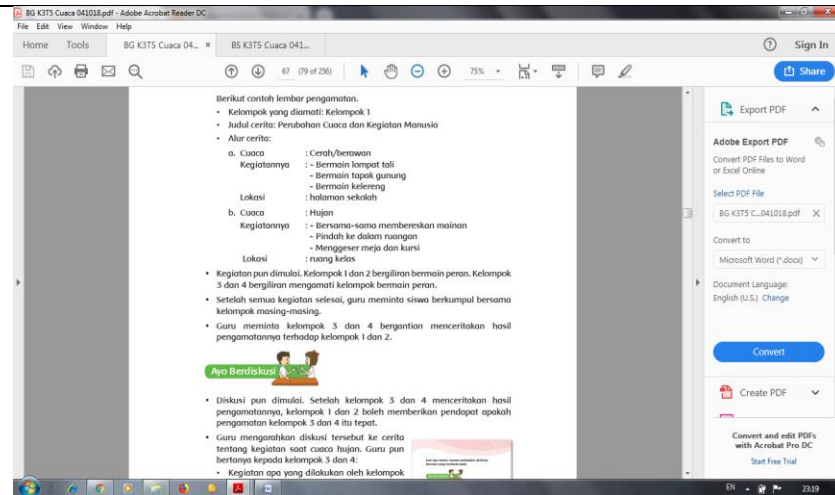 BG K3T5 Cuaca 041018.pdf - Adobe Acrobat Reader DC
File Edit View Window Help
Home Tools BG K3T5 Cuaca 04... × BS K3T5 Cuaca 041... Sign In
67 (79 of 256) 75% Share
Berikut contoh lembar pengamatan.
• Kelompok yang diamati: Kelompok 1
• Judul cerita: Perubahan Cuaca dan Kegiatan Manusia
• Alur cerita:
a. Cuaca : Cerah/berawan
Kegiatannya : - Bermain lompat tali
- Bermain tapak gunung
- Bermain kelereng
Lokasi : halaman sekolah
b. Cuaca : Hujan
Kegiatannya : - Bersama-sama membereskan mainan
- Pindah ke dalam ruangan
- Menggeser meja dan kursi
Lokasi : ruang kelas
• Kegiatan pun dimulai. Kelompok 1 dan 2 bergiliran bermain peran. Kelompok
3 dan 4 bergiliran mengamati kelompok bermain peran.
• Setelah semua kegiatan selesai, guru meminta siswa berkumpul bersama
kelompok masing-masing.
• Guru meminta kelompok 3 dan 4 bergantian menceritakan hasil
pengamatannya terhadap kelompok 1 dan 2.
Ayo Berdiskusi
• Diskusi pun dimulai. Setelah kelompok 3 dan 4 menceritakan hasil
pengamatannya, kelompok 1 dan 2 boleh memberikan pendapat apakah
pengamatan kelompok 3 dan 4 itu tepat.
• Guru mengarahkan diskusi tersebut ke cerita
tentang kegiatan saat cuaca hujan. Guru pun
bertanya kepada kelompok 3 dan 4:
• Kegiatan apa yang dilakukan oleh kelompok
Export PDF
Adobe Export PDF
Convert PDF Files to Word
or Excel Online
Select PDF File
BG K3T5 C...041018.pdf ×
Convert to
Microsoft Word (*.docx)
Document Language:
English (U.S.) Change
Convert
Create PDF
Convert and edit PDFs
with Acrobat Pro DC
Start Free Trial
EN 23:19